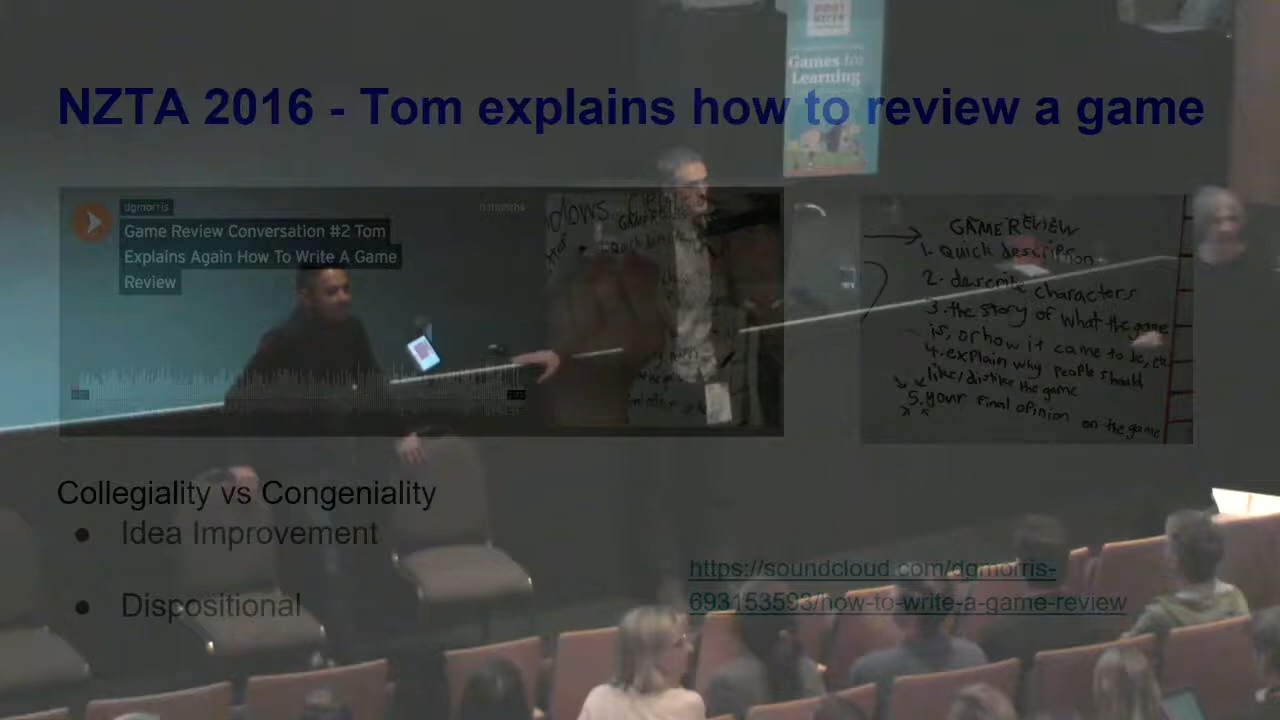 Games for
Learning
NZTA 2016 - Tom explains how to review a game
dgmorris
Game Review Conversation #2 Tom
Explains Again How To Write A Game
Review
GAME REVIEW
1. Quick description
2. describe characters
3. the story of what the game
is, or how it came to be, etc
4. explain why people should
like/dislike the game
5. your final opinion on the game
Collegiality vs Congeniality
● Idea Improvement
● Dispositional
https://soundcloud.com/dgmorris-
693153593/how-to-write-a-game-review